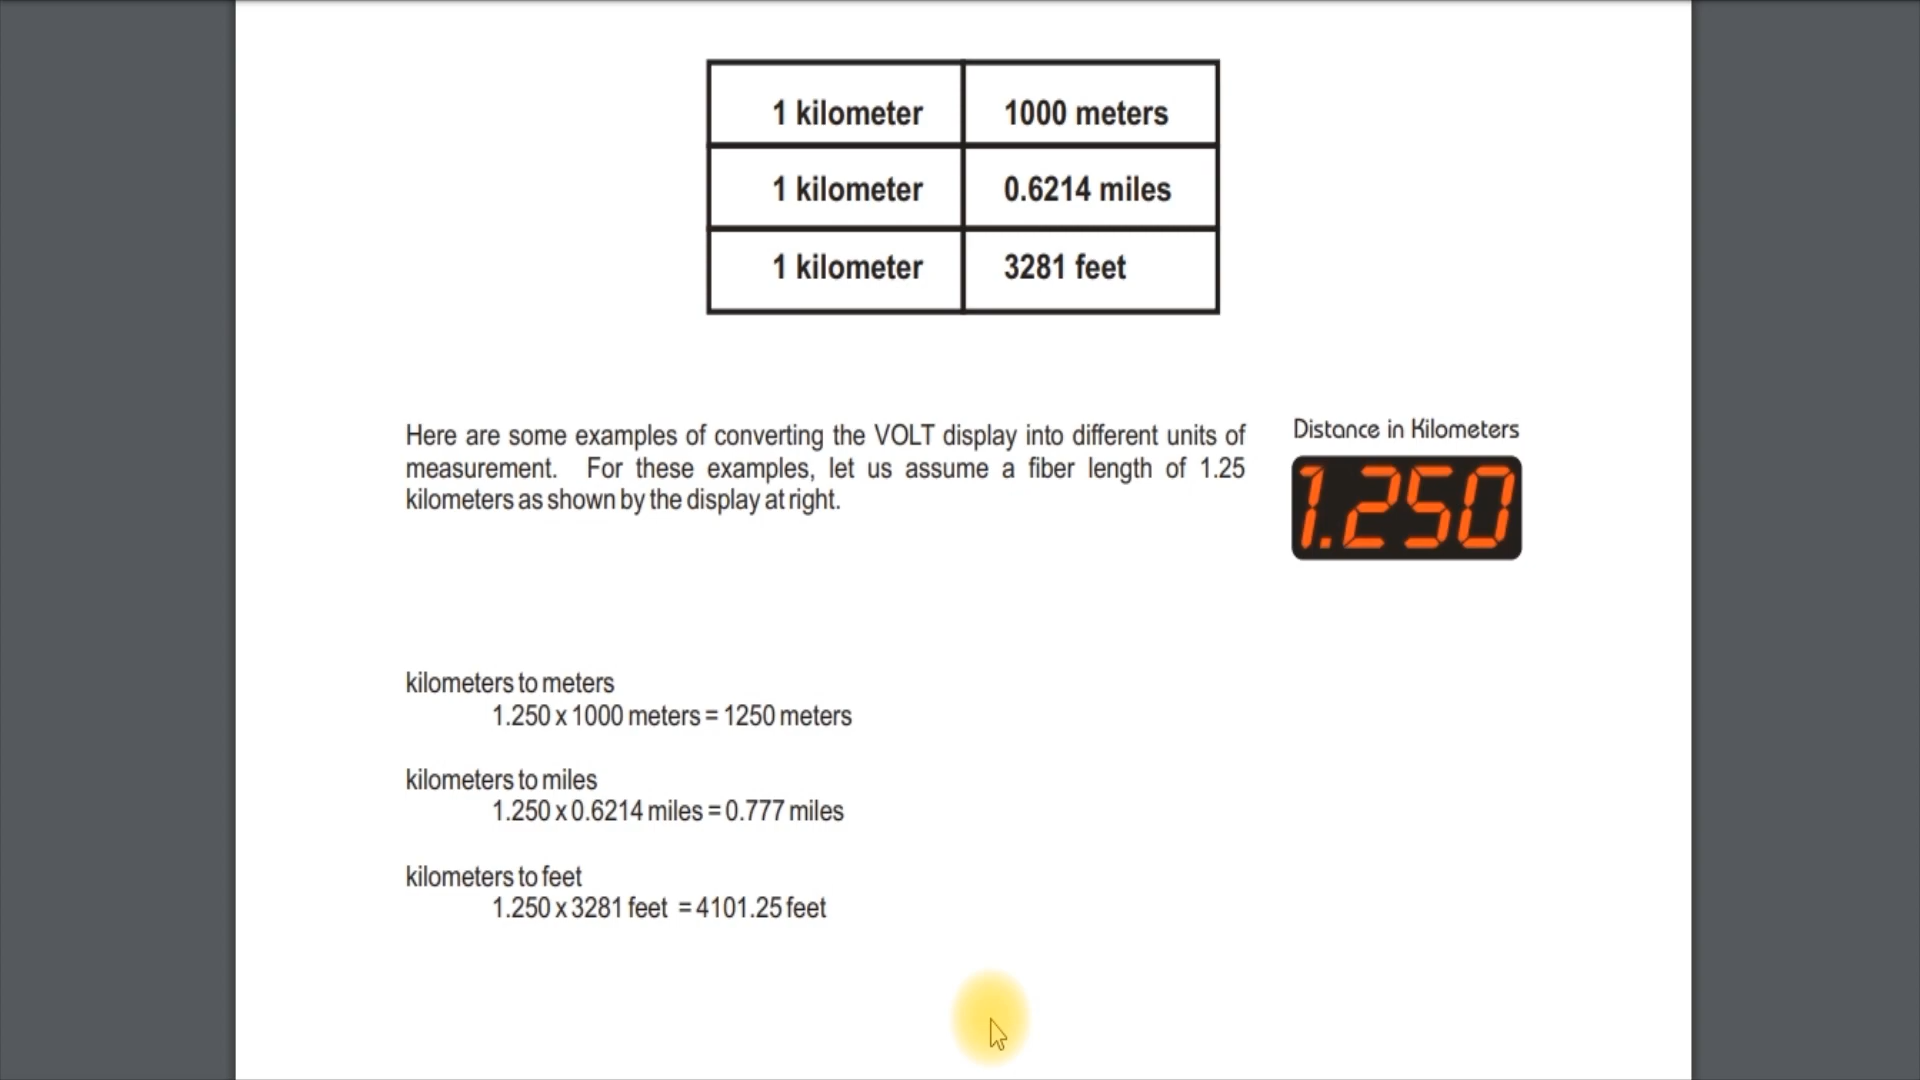 1 kilometer 1000 meters
1 kilometer 0.6214 miles
1 kilometer 3281 feet
Here are some examples of converting the VOLT display into different units of
measurement. For these examples, let us assume a fiber length of 1.25
kilometers as shown by the display at right.
Distance in Kilometers
1.250
kilometers to meters
1.250 x 1000 meters = 1250 meters
kilometers to miles
1.250 x 0.6214 miles = 0.777 miles
kilometers to feet
1.250 x 3281 feet = 4101.25 feet